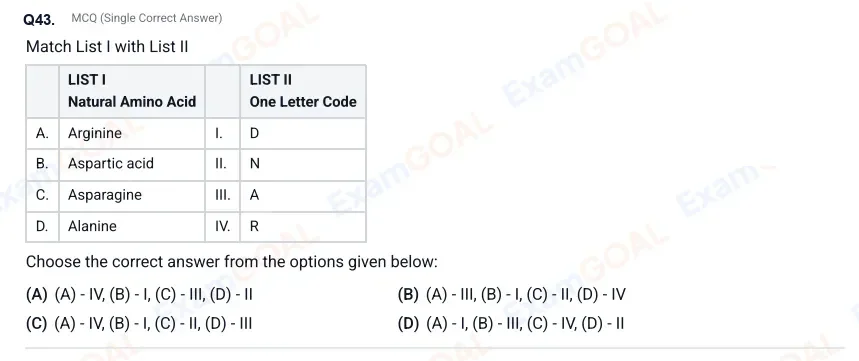 Q43. MCQ (Single Correct Answer)
Match List I with List II
LIST I LIST II
Natural Amino Acid One Letter Code
A. Arginine I. D
B. Aspartic acid II. N
C. Asparagine III. A
D. Alanine IV. R
Choose the correct answer from the options given below:
(A) (A) - IV, (B) - I, (C) - III, (D) - II (B) (A) - III, (B) - I, (C) - II, (D) - IV
(C) (A) - IV, (B) - I, (C) - II, (D) - III (D) (A) - I, (B) - III, (C) - IV, (D) - II
ExamGOAL